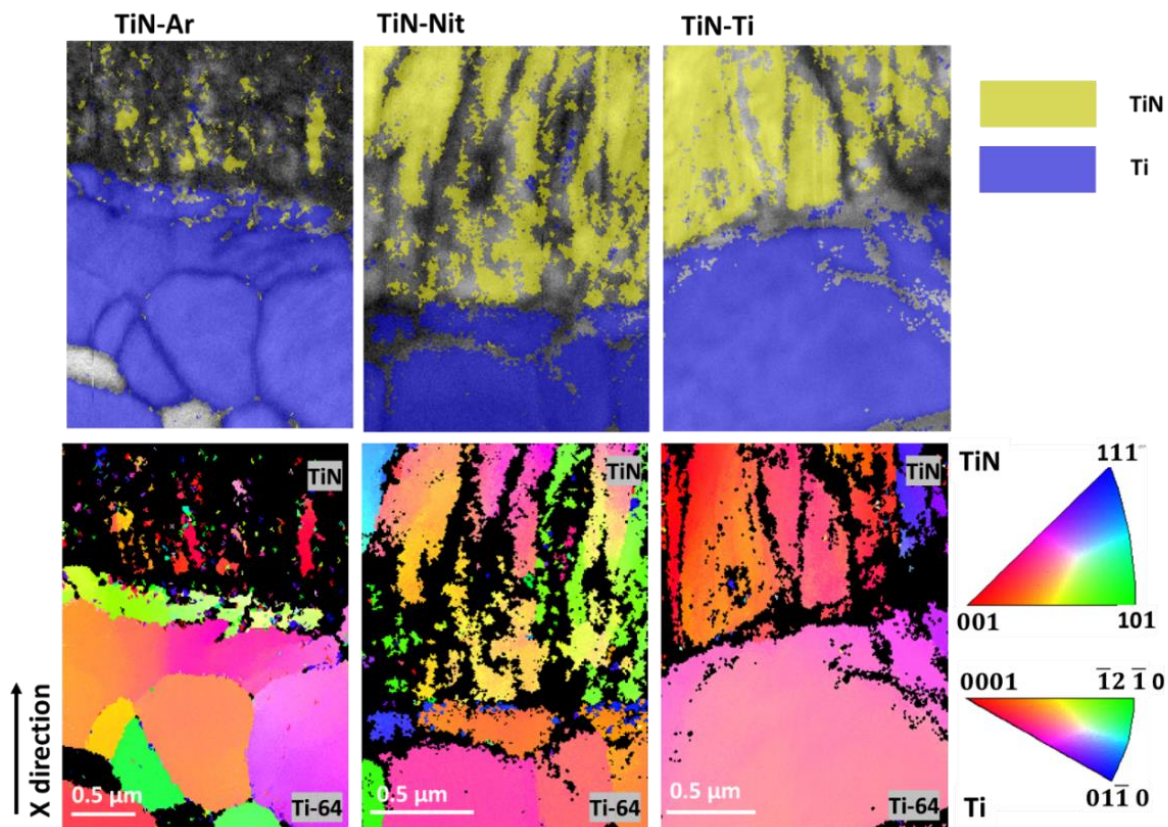 TiN-Ar
TiN-Nit
TiN-Ti
TiN
Ti
TiN
TiN
TiN
X direction
0.5 μm
Ti-64
0.5 μm
Ti-64
0.5 μm
Ti-64
TiN
111
001
101
0001
1̅21̅0
011̅0
Ti